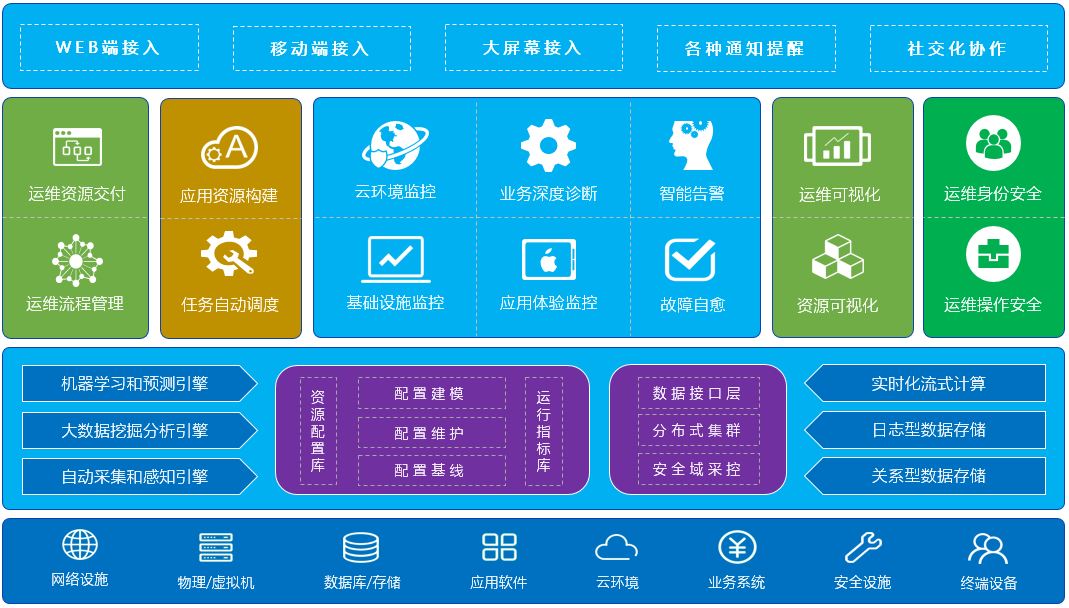 WEB端接入
移动端接入
大屏幕接入
各种通知提醒
社交化协作
运维资源交付
应用资源构建
A
云环境监控
业务深度诊断
智能告警
运维可视化
运维身份安全
运维流程管理
任务自动调度
基础设施监控
应用体验监控
故障自愈
资源可视化
运维操作安全
机器学习和预测引擎
大数据挖掘分析引擎
自动采集和感知引擎
资源配置库
配置建模
配置维护
配置基线
运行指标库
数据接口层
分布式集群
安全域采控
实时化流式计算
日志型数据存储
关系型数据存储
网络设施
物理/虚拟机
数据库/存储
应用软件
云环境
业务系统
安全设施
终端设备